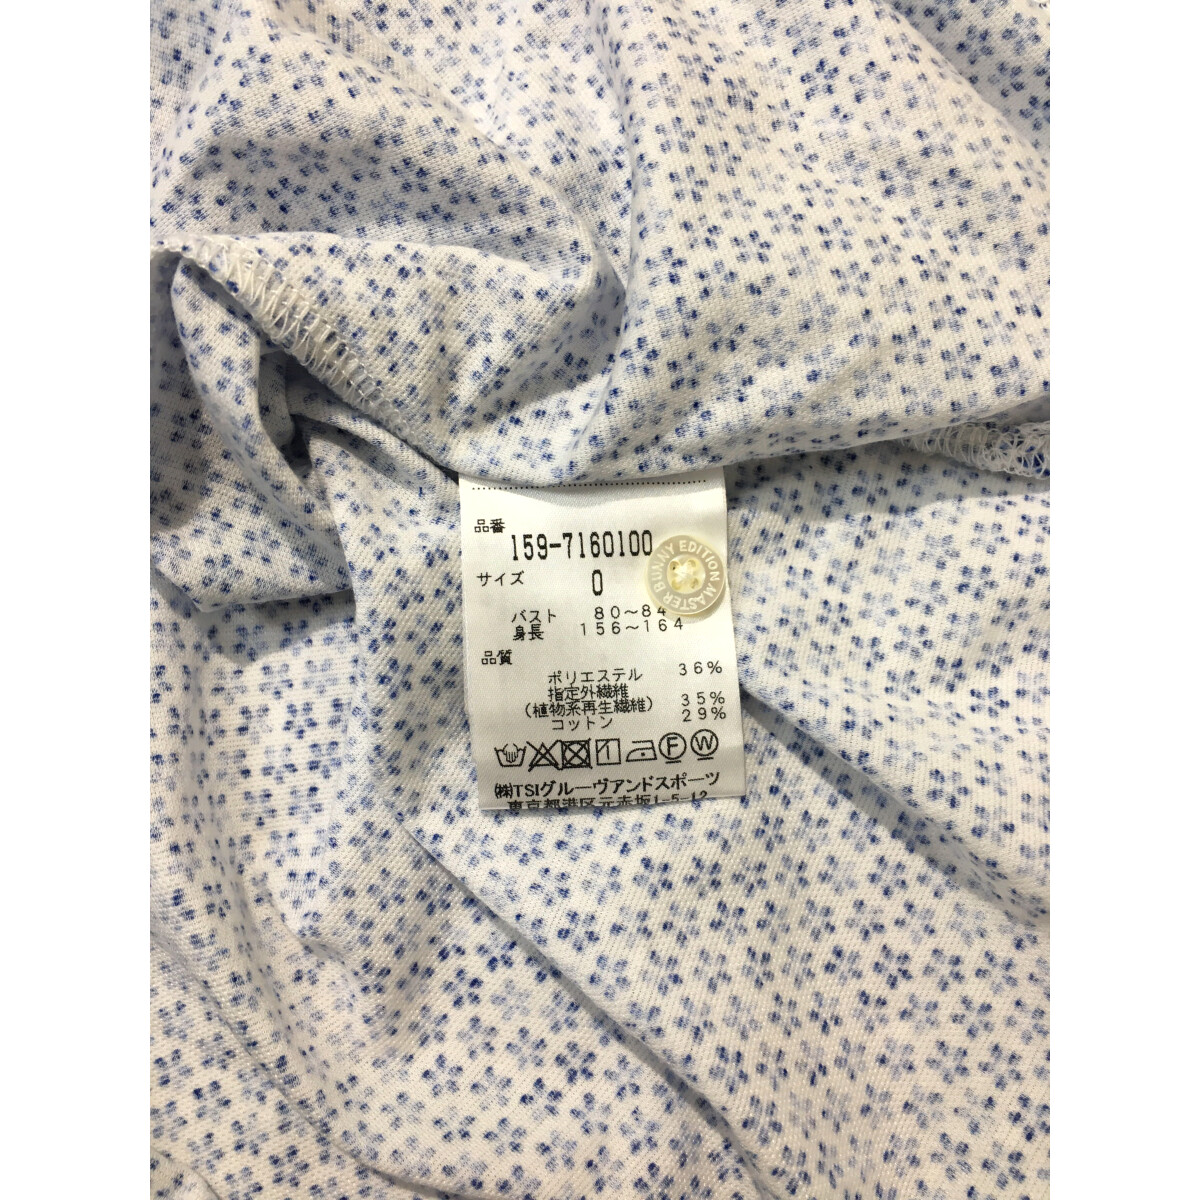 品番
159-7160100
サイズ 0
MASTER BUNNY EDITION
バスト 80～84
身長 156～164
品質
ポリエステル 36%
指定外繊維
(植物系再生繊維) 35%
コットン 29%
F W
㈱TSIグルーヴアンドスポーツ
東京都港区元赤坂1-5-12